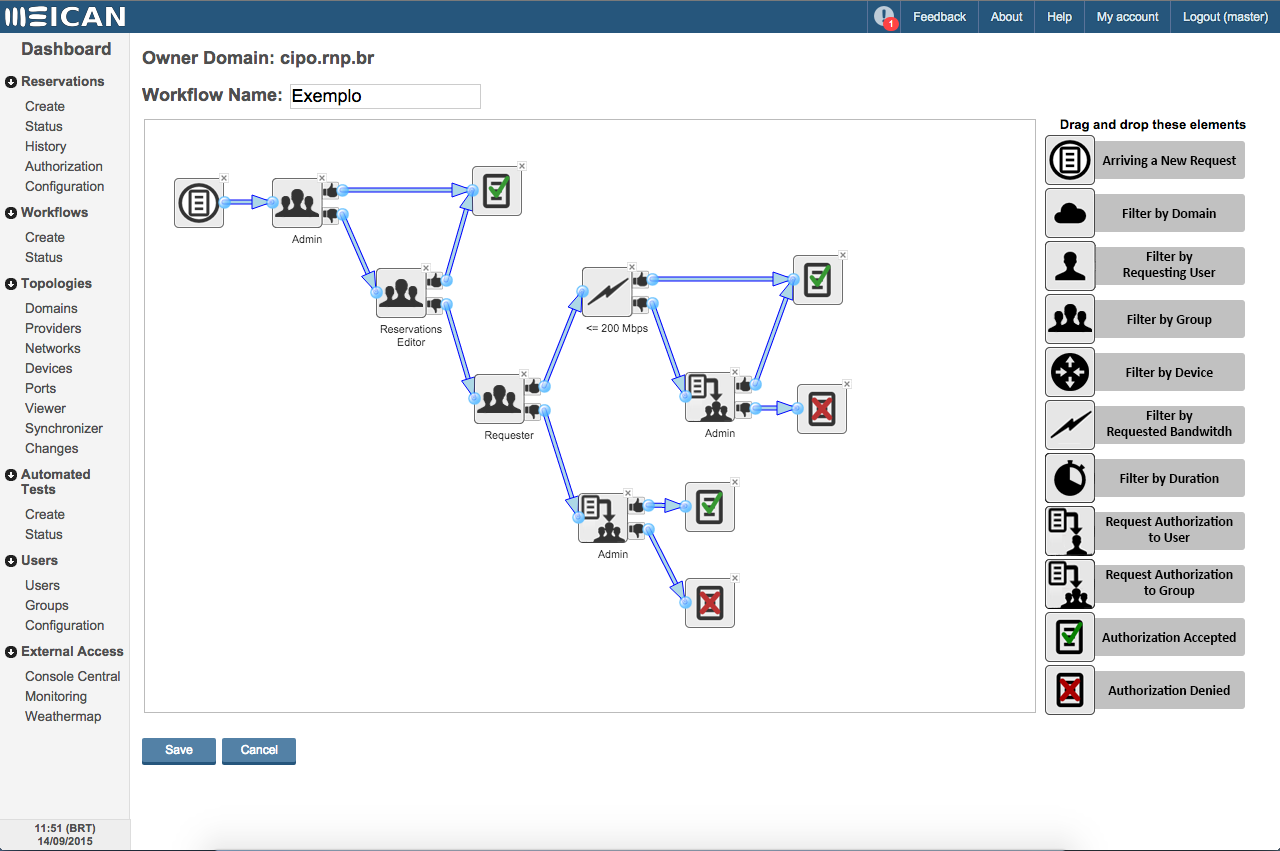 MEICAN
1
Feedback
About
Help
My account
Logout (master)
Dashboard
Reservations
Create
Status
History
Authorization
Configuration
Workflows
Create
Status
Topologies
Domains
Providers
Networks
Devices
Ports
Viewer
Synchronizer
Changes
Automated
Tests
Create
Status
Users
Users
Groups
Configuration
External Access
Console Central
Monitoring
Weathermap
11:51 (BRT)
14/09/2015
Owner Domain: cipo.rnp.br
Workflow Name: Exemplo
Admin
Reservations
Editor
<= 200 Mbps
Requester
Admin
Admin
Save
Cancel
Drag and drop these elements
Arriving a New Request
Filter by Domain
Filter by
Requesting User
Filter by Group
Filter by Device
Filter by
Requested Bandwitdh
Filter by Duration
Request Authorization
to User
Request Authorization
to Group
Authorization Accepted
Authorization Denied